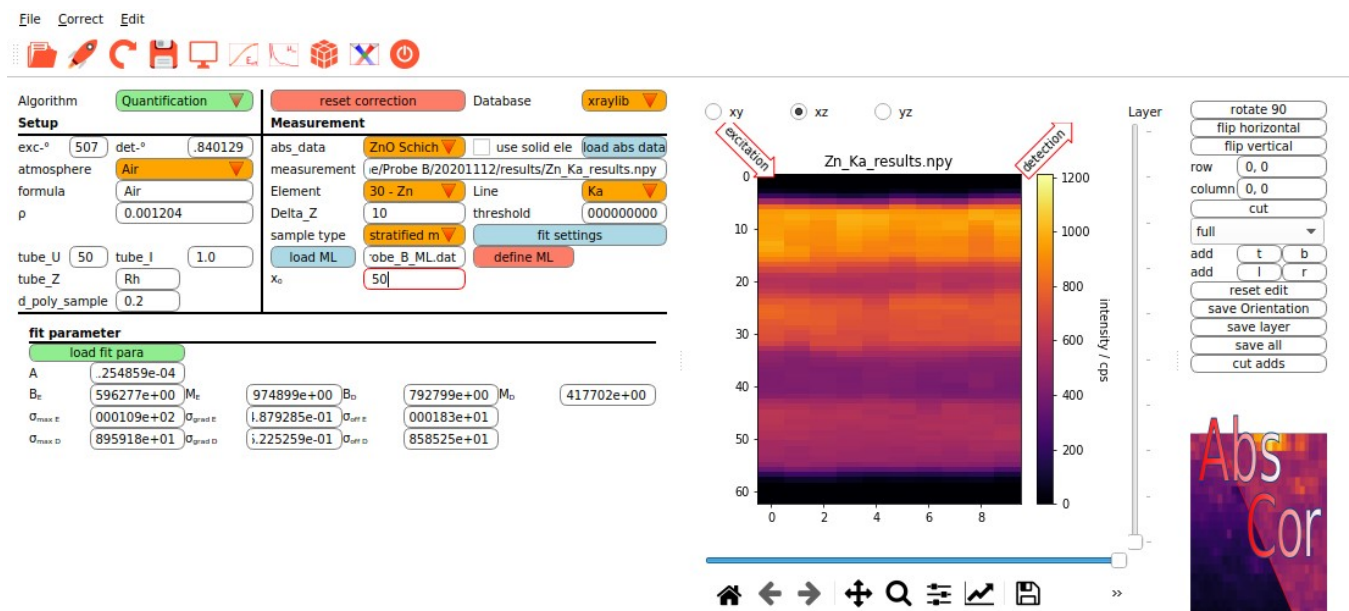 File Correct Edit
Algorithm Quantification reset correction Database xraylib
Setup Measurement
exc-° 507 det-° .840129 abs_data ZnO Schich use solid ele load abs data
atmosphere Air measurement e/Probe B/20201112/results/Zn_Ka_results.npy
formula Air Element 30 - Zn Line Ka
ρ 0.001204 Delta_Z 10 threshold 000000000
sample type stratified m fit settings
tube_U 50 tube_I 1.0 load ML robe_B_ML.dat define ML
tube_Z Rh x₀ 50
d_poly_sample 0.2
fit parameter
load fit para
A .254859e-04
B_E 596277e+00 M_E 974899e+00 B_D 792799e+00 M_D 417702e+00
σ_max E 000109e+02 σ_grad E .879285e-01 σ_off E 000183e+01
σ_max D 895918e+01 σ_grad D .225259e-01 σ_off D 858525e+01
xy xz yz Layer
excitation detection
Zn_Ka_results.npy
0 10 20 30 40 50 60
0 2 4 6 8
1200 1000 800 600 400 200 0
intensity / cps
»
rotate 90
flip horizontal
flip vertical
row 0, 0
column 0, 0
cut
full
add t b
add l r
reset edit
save Orientation
save layer
save all
cut adds
Abs
Cor